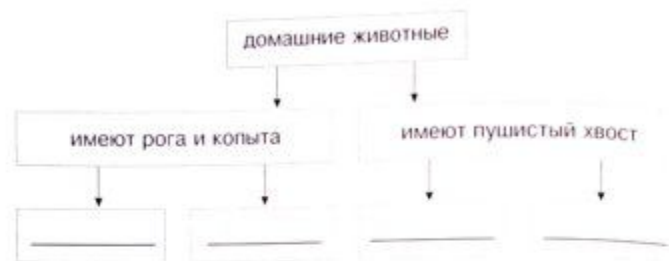 домашние животные
имеют рога и копыта
имеют пушистый хвост